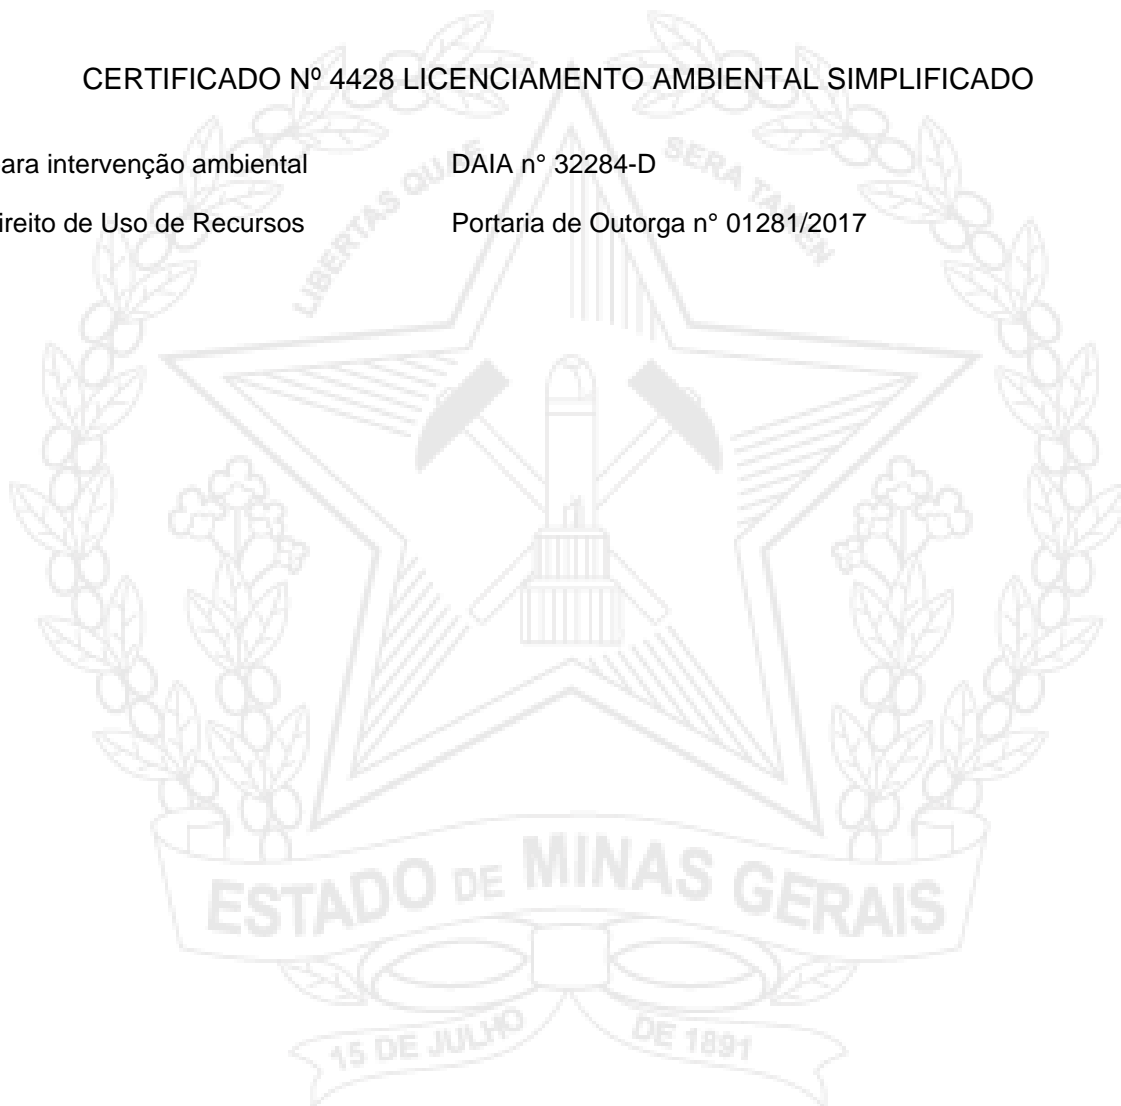 CERTIFICADO Nº 4428 LICENCIAMENTO AMBIENTAL SIMPLIFICADO
ara intervenção ambiental DAIA n° 32284-D
ireito de Uso de Recursos Portaria de Outorga n° 01281/2017
LIBERTAS QUAE SERA TAMEN
ESTADO DE MINAS GERAIS
15 DE JULHO DE 1891